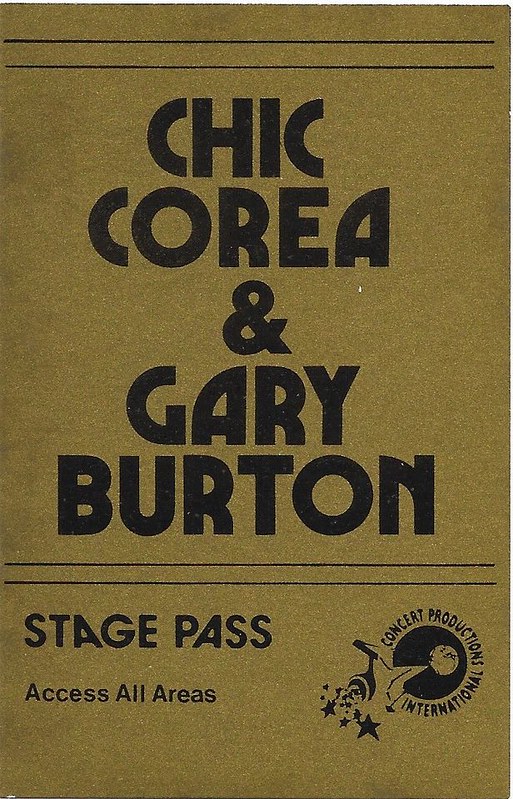 CHIC
COREA
&
GARY
BURTON
STAGE PASS
Access All Areas
CONCERT PRODUCTIONS
INTERNATIONAL